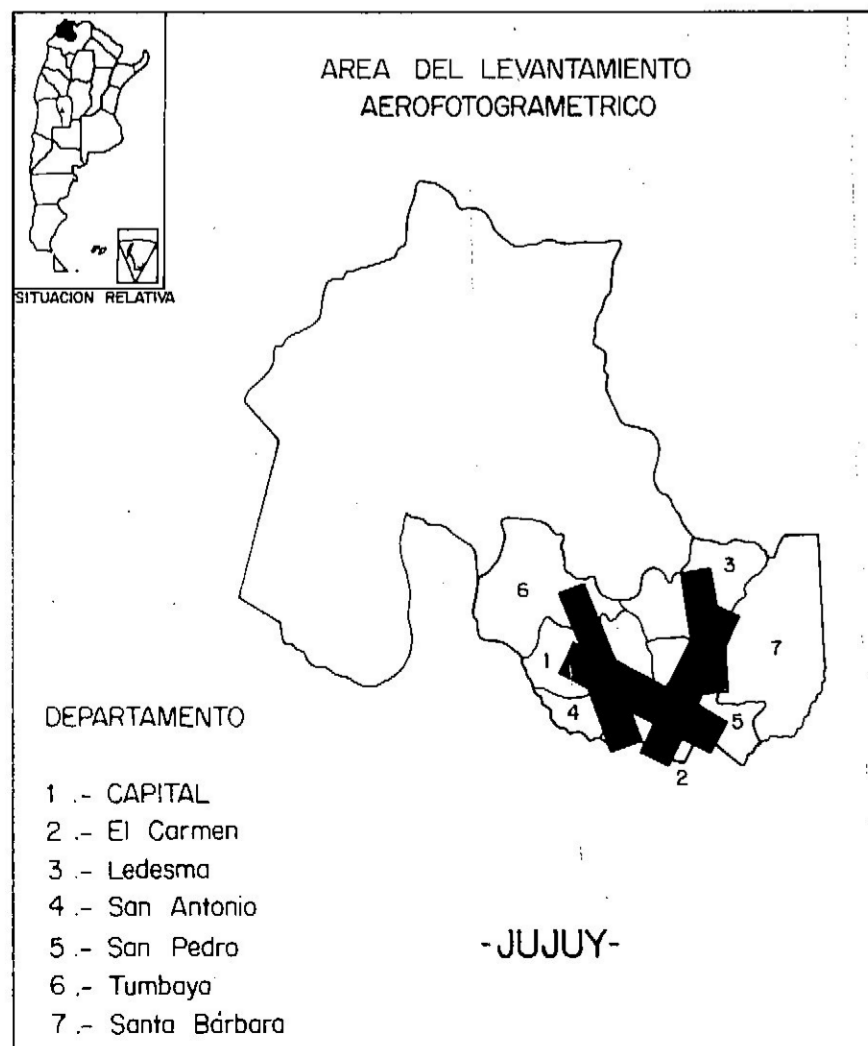 AREA DEL LEVANTAMIENTO
AEROFOTOGRAMETRICO
SITUACION RELATIVA
3
6
7
1
4
5
2
DEPARTAMENTO
1.- CAPITAL
2.- El Carmen
3.- Ledesma
4.- San Antonio
5.- San Pedro
6.- Tumbaya
7.- Santa Bárbara
-JUJUY-